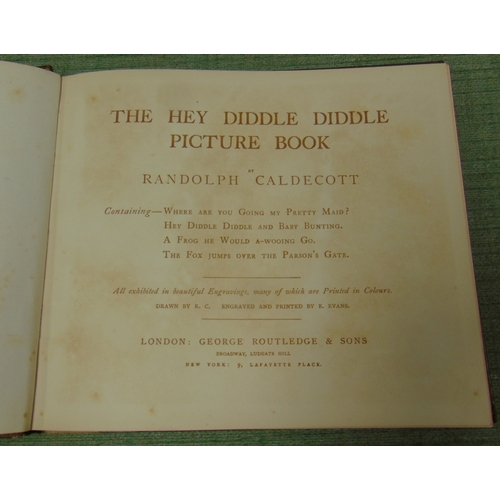 THE HEY DIDDLE DIDDLE
PICTURE BOOK
BY
RANDOLPH CALDECOTT
Containing—WHERE ARE YOU GOING MY PRETTY MAID?
HEY DIDDLE DIDDLE AND BABY BUNTING.
A FROG HE WOULD A-WOOING GO.
THE FOX JUMPS OVER THE PARSON'S GATE.
All exhibited in beautiful Engravings, many of which are Printed in Colours.
DRAWN BY R. C. ENGRAVED AND PRINTED BY E. EVANS.
LONDON: GEORGE ROUTLEDGE & SONS
BROADWAY, LUDGATE HILL
NEW YORK: 9, LAFAYETTE PLACE.